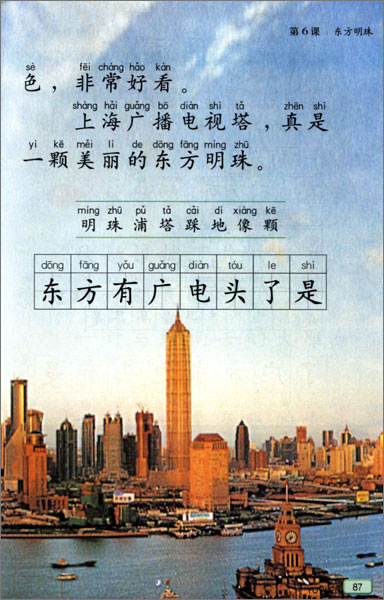 第6课 东方明珠
sè fēi cháng hǎo kàn
色，非常好看。
shàng hǎi guǎng bō diàn shì tǎ zhēn shì
上海广播电视塔，真是
yì kē měi lì de dōng fāng míng zhū
一颗美丽的东方明珠。
míng zhū pǔ tǎ cǎi dì xiàng kē
明珠浦塔踩地像颗
dōng fāng yǒu guǎng diàn tóu le shì
东方有广电头了是
87